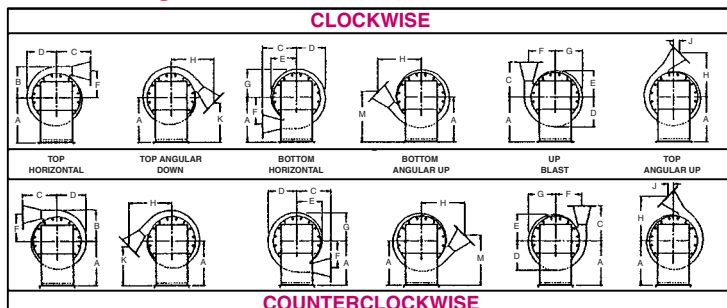 CLOCKWISE
D C B F A
H A K
C E D G F A
H M A
F G C E A D
J H A
TOP HORIZONTAL
TOP ANGULAR DOWN
BOTTOM HORIZONTAL
BOTTOM ANGULAR UP
UP BLAST
TOP ANGULAR UP
C D F B A
H K A
D C E G F A
H A M
G F E C D A
J H A
COUNTERCLOCKWISE